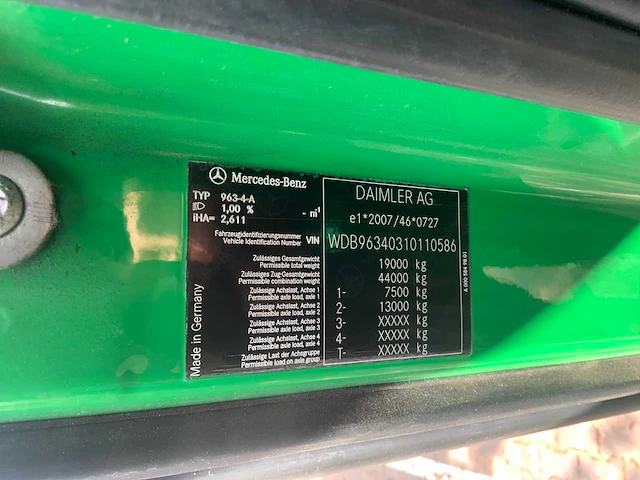 Mercedes-Benz
TYP 963-4-A
1,00 % - m¹
iHA= 2,611
Fahrzeugidentifizierungsnummer
Vehicle Identification Number VIN
Zulässiges Gesamtgewicht
Permissible total weight
Zulässiges Zug-Gesamtgewicht
Permissible combination weight
Zulässige Achslast, Achse 1
Permissible axle load, axle 1
Zulässige Achslast, Achse 2
Permissible axle load, axle 2
Zulässige Achslast, Achse 3
Permissible axle load, axle 3
Zulässige Achslast, Achse 4
Permissible axle load, axle 4
Zulässige Last der Achsgruppe
Permissible load on axle group
Made in Germany
DAIMLER AG
e1*2007/46*0727
WDB96340310110586
19000 kg
44000 kg
1- 7500 kg
2- 13000 kg
3- XXXXX kg
4- XXXXX kg
T- XXXXX kg